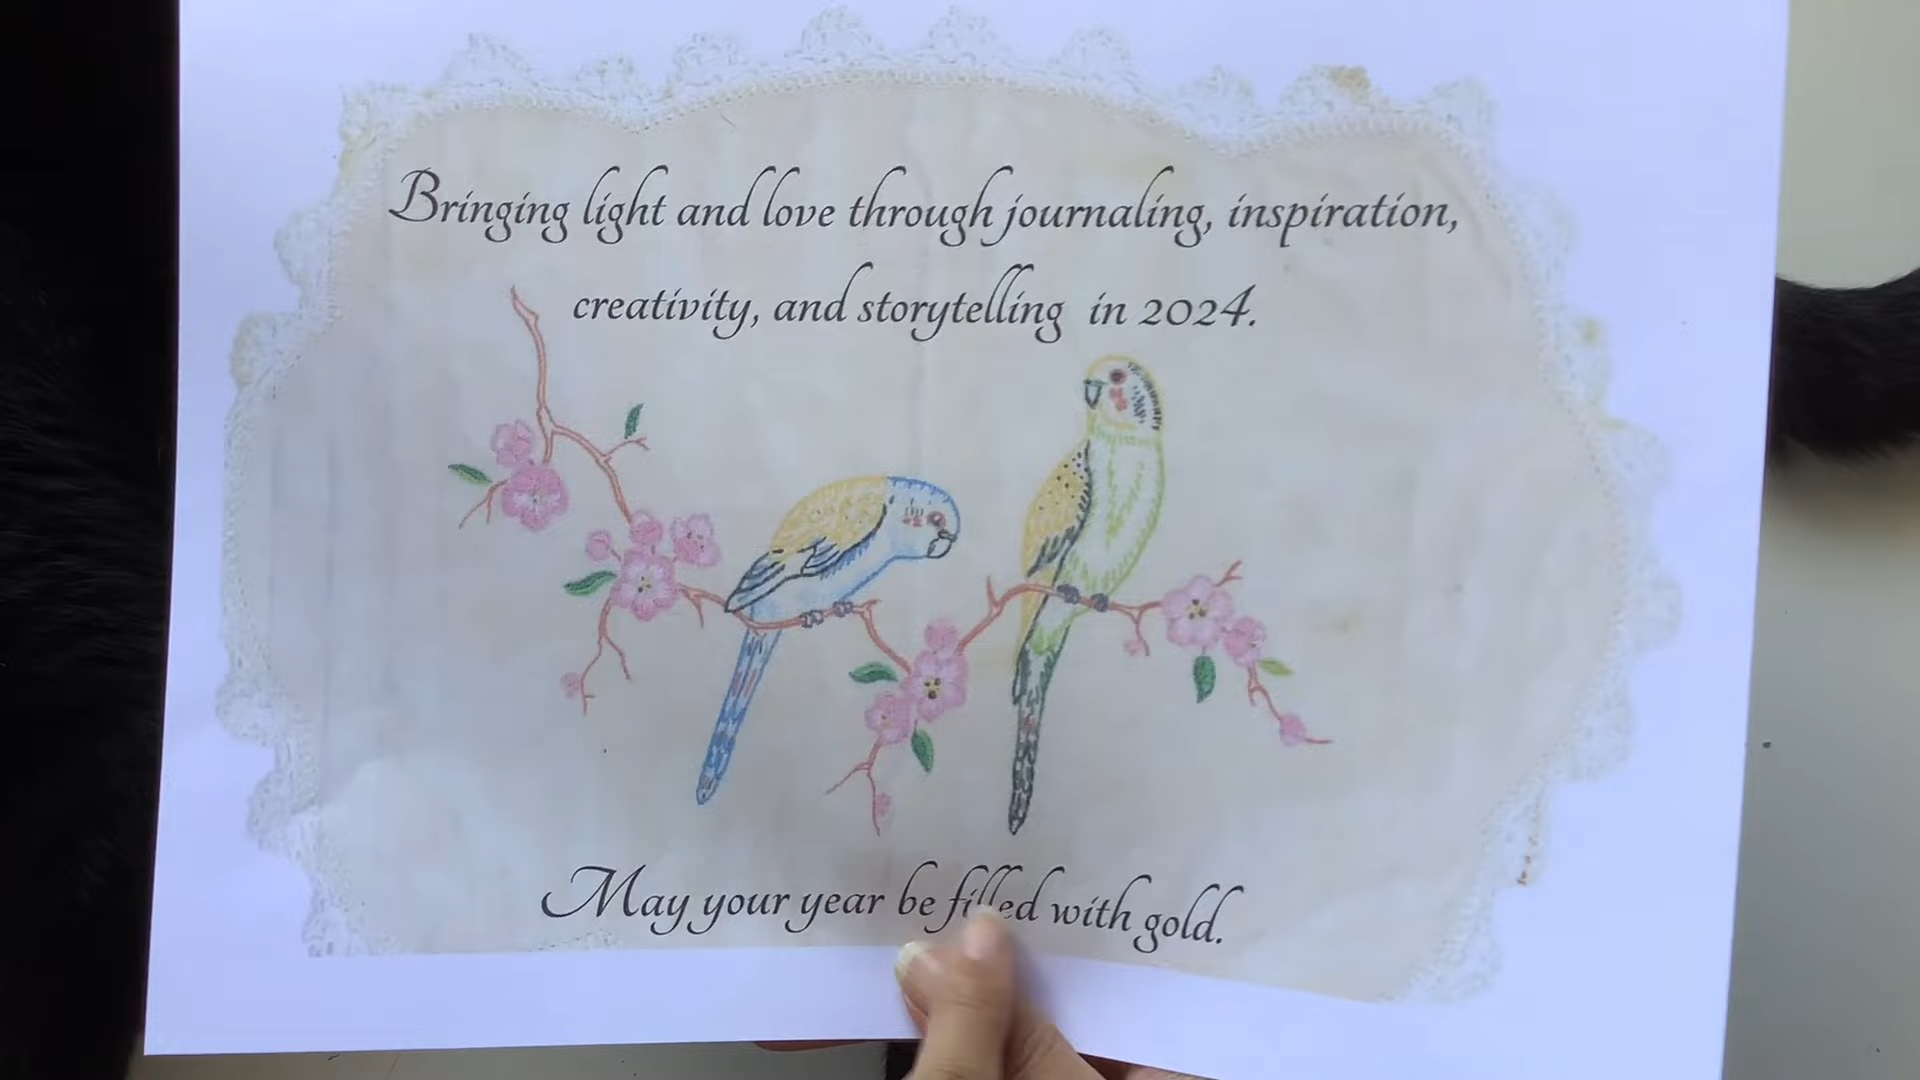 Bringing light and love through journaling, inspiration,
creativity, and storytelling in 2024.
May your year be filled with gold.